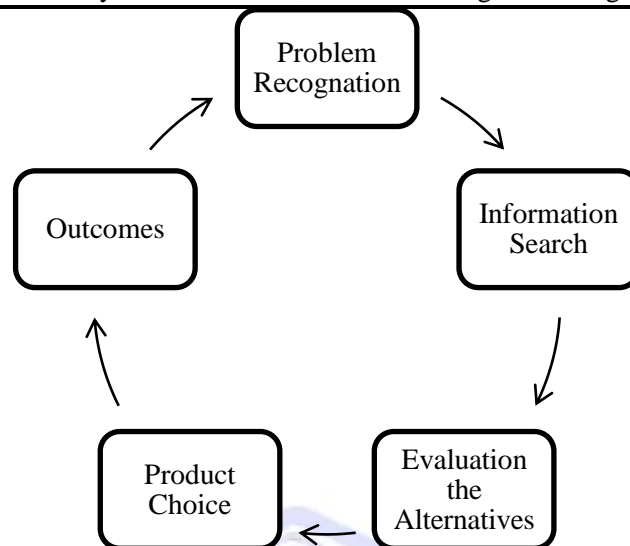 Problem
Recognation
Information
Search
Evaluation
the
Alternatives
Product
Choice
Outcomes